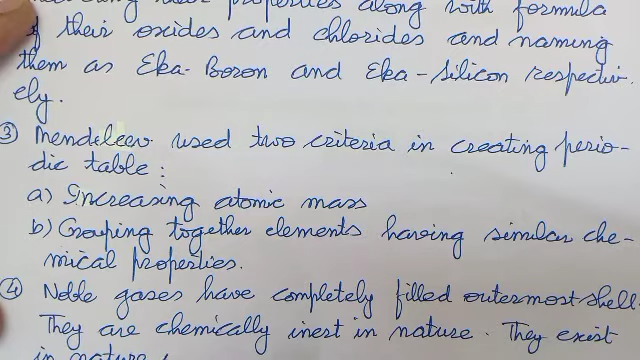 their properties along with formula
of their oxides and chlorides and naming
them as Eka-Boron and Eka-Silicon respectiv-
ely.
③ Mendeleev used two criteria in creating perio-
dic table:
a) Increasing atomic mass
b) Grouping together elements having similar che-
mical properties.
④ Noble gases have completely filled outermost shell.
They are chemically inert in nature. They exist
in nature